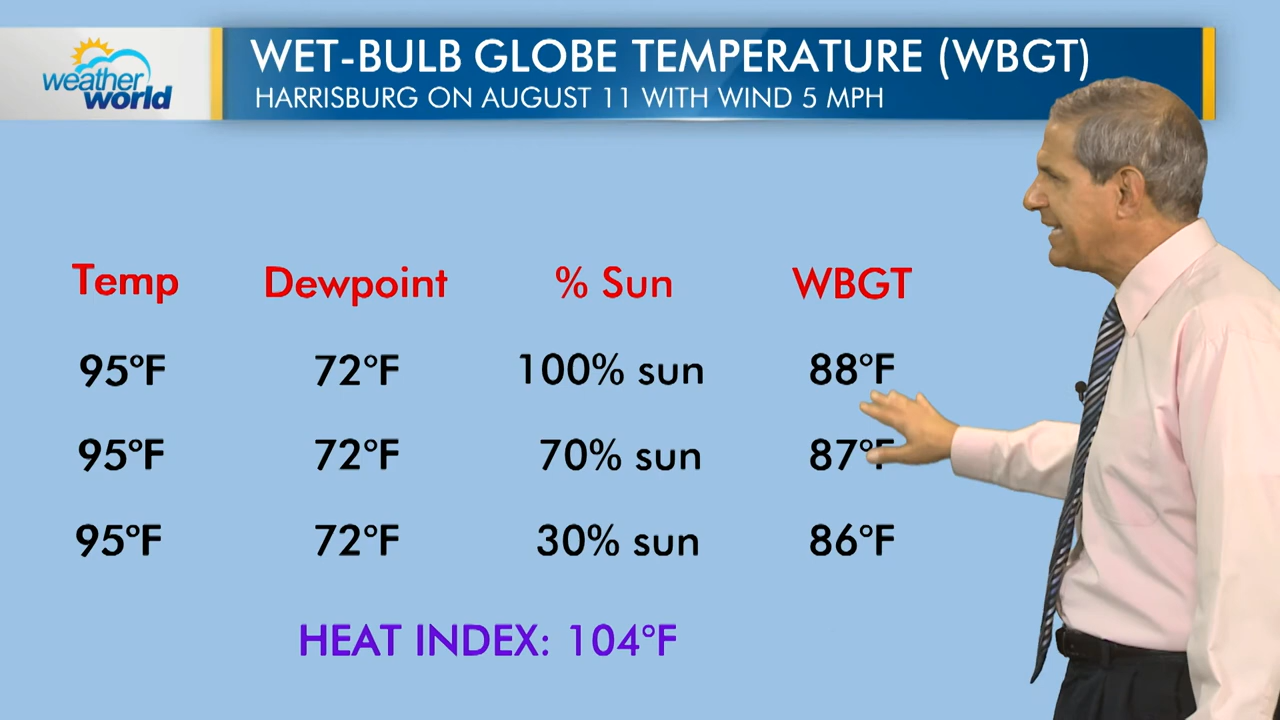 weather
world
WET-BULB GLOBE TEMPERATURE (WBGT)
HARRISBURG ON AUGUST 11 WITH WIND 5 MPH
Temp Dewpoint % Sun WBGT
95°F 72°F 100% sun 88°F
95°F 72°F 70% sun 87°F
95°F 72°F 30% sun 86°F
HEAT INDEX: 104°F